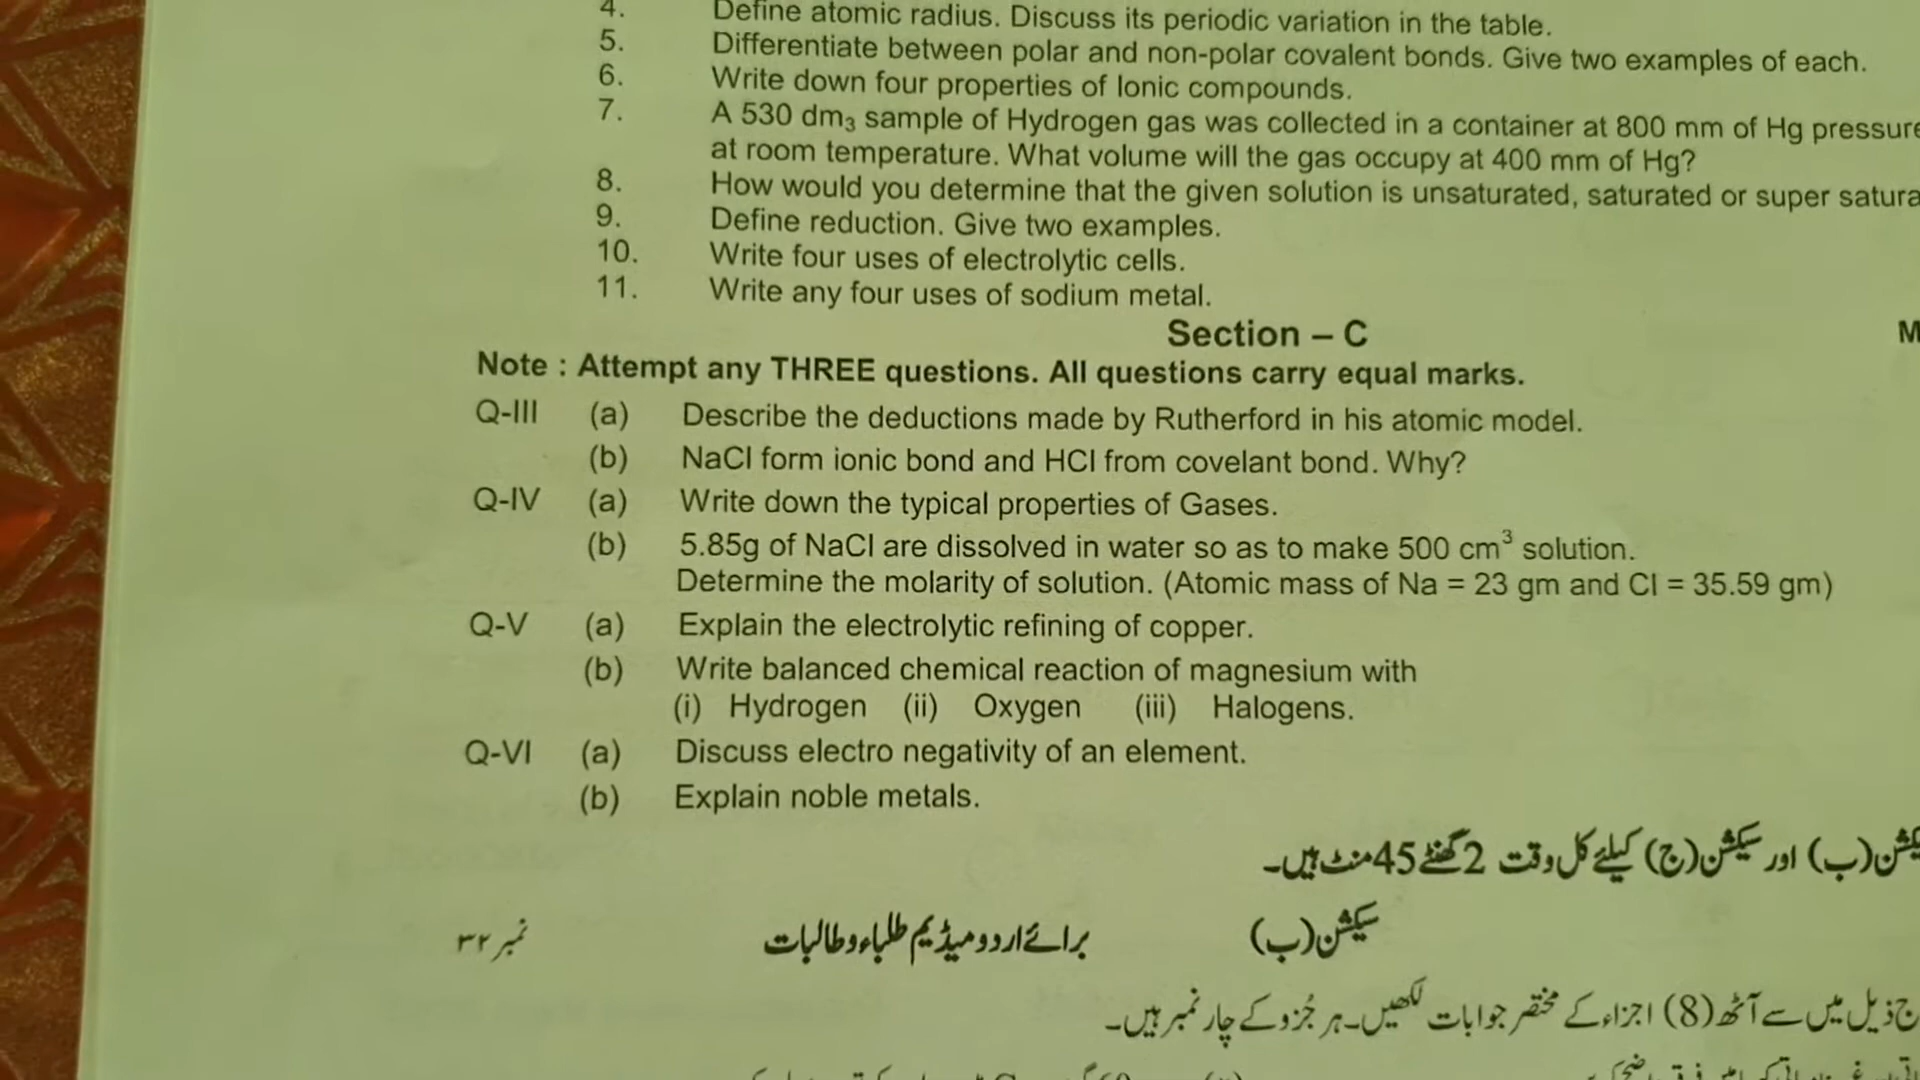 4. Define atomic radius. Discuss its periodic variation in the table.
5. Differentiate between polar and non-polar covalent bonds. Give two examples of each.
6. Write down four properties of Ionic compounds.
7. A 530 dm₃ sample of Hydrogen gas was collected in a container at 800 mm of Hg pressure
at room temperature. What volume will the gas occupy at 400 mm of Hg?
8. How would you determine that the given solution is unsaturated, saturated or super satura
9. Define reduction. Give two examples.
10. Write four uses of electrolytic cells.
11. Write any four uses of sodium metal.
Section – C M
Note : Attempt any THREE questions. All questions carry equal marks.
Q-III (a) Describe the deductions made by Rutherford in his atomic model.
(b) NaCl form ionic bond and HCl from covelant bond. Why?
Q-IV (a) Write down the typical properties of Gases.
(b) 5.85g of NaCl are dissolved in water so as to make 500 cm³ solution.
Determine the molarity of solution. (Atomic mass of Na = 23 gm and Cl = 35.59 gm)
Q-V (a) Explain the electrolytic refining of copper.
(b) Write balanced chemical reaction of magnesium with
(i) Hydrogen (ii) Oxygen (iii) Halogens.
Q-VI (a) Discuss electro negativity of an element.
(b) Explain noble metals.
(ب) اور سیکشن (ج) کیلئے کل وقت 2 گھنٹے 45 منٹ ہیں۔
سیکشن (ب) برائے اردو میڈیم طلباء و طالبات نمبر ۳۲
ذیل میں سے آٹھ (8) اجزاء کے مختصر جوابات لکھیں۔ ہر جُزو کے چار نمبر ہیں۔